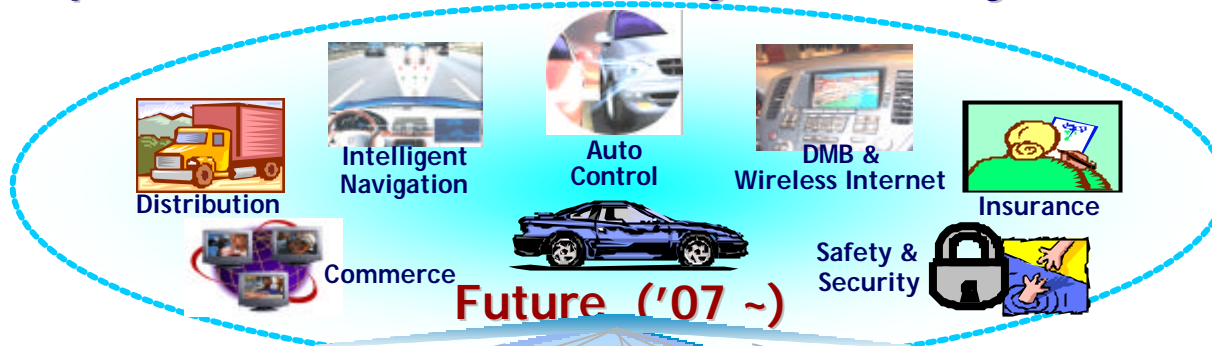 Intelligent
Navigation
Auto
Control
DMB &
Wireless Internet
Distribution
Insurance
Commerce
Safety &
Security
Future ('07 ~)